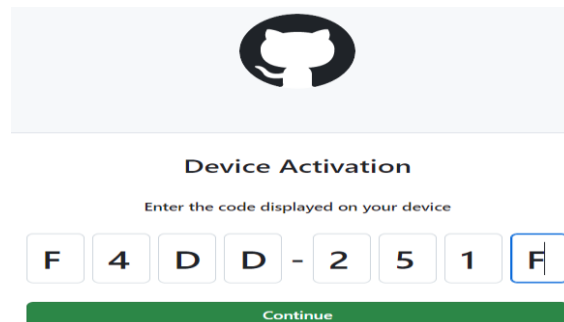 Device Activation
Enter the code displayed on your device
F 4 D D - 2 5 1 F
Continue